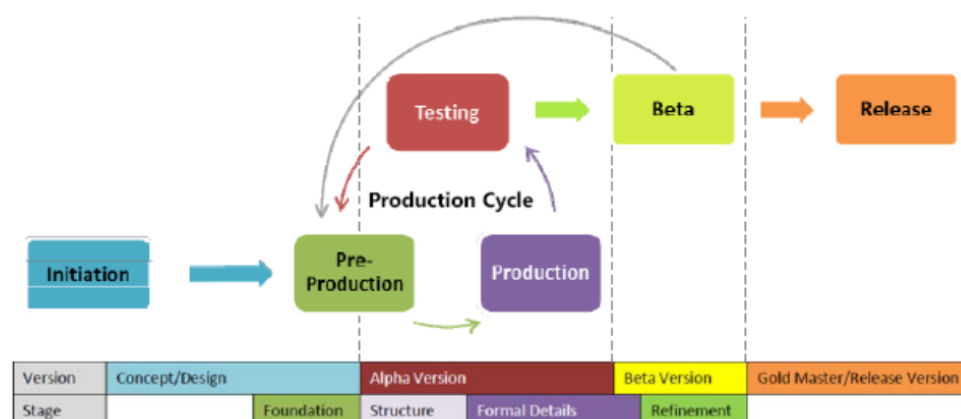 Testing
Beta
Release
Production Cycle
Initiation
Pre-
Production
Production
Version Concept/Design Alpha Version Beta Version Gold Master/Release Version
Stage Foundation Structure Formal Details Refinement